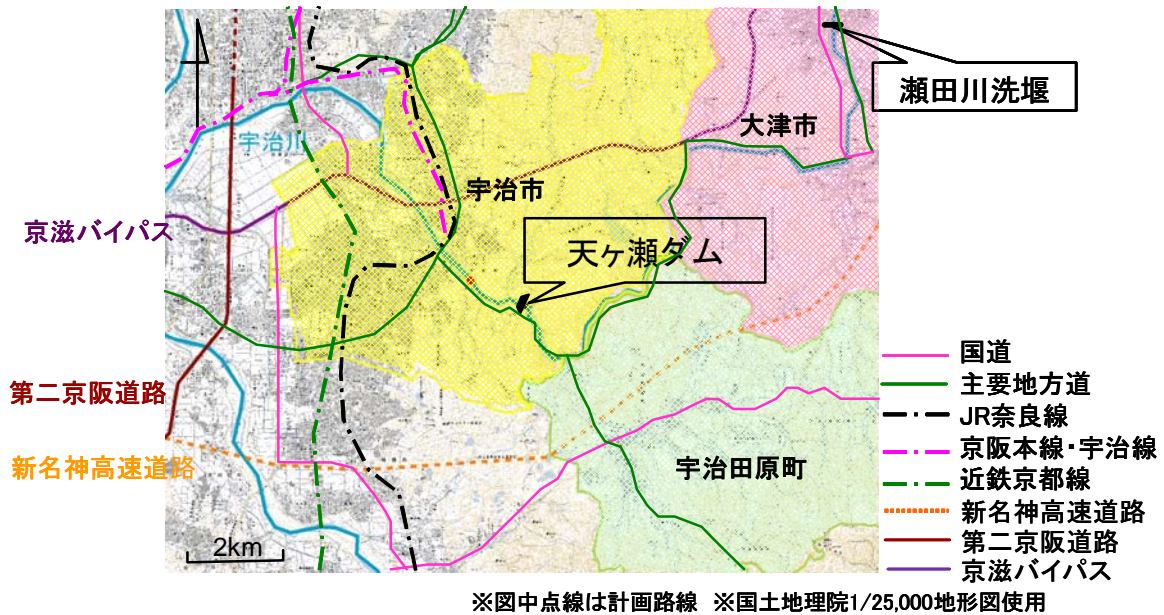 瀬田川洗堰
大津市
宇治川
宇治市
京滋バイパス
天ヶ瀬ダム
第二京阪道路
新名神高速道路
宇治田原町
2km
国道
主要地方道
JR奈良線
京阪本線・宇治線
近鉄京都線
新名神高速道路
第二京阪道路
京滋バイパス
※図中点線は計画路線 ※国土地理院1/25,000地形図使用